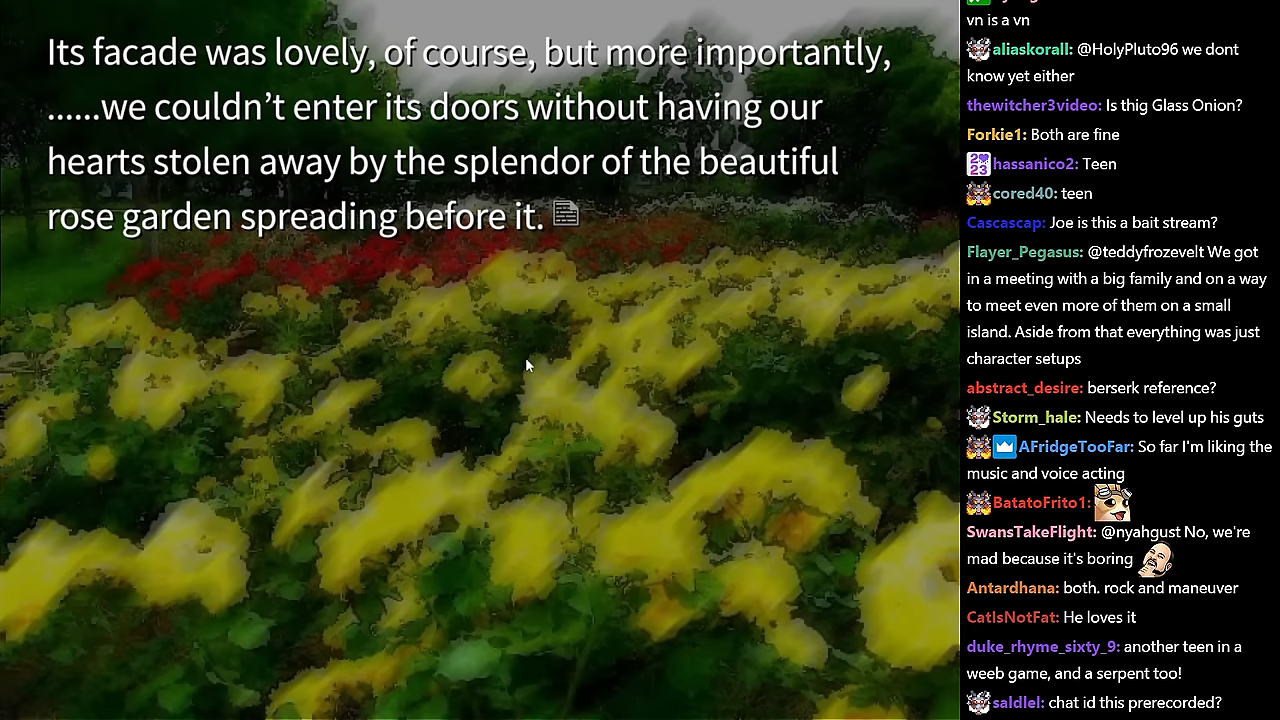 Its facade was lovely, of course, but more importantly,
......we couldn’t enter its doors without having our
hearts stolen away by the splendor of the beautiful
rose garden spreading before it.
vn is a vn
aliaskorall: @HolyPluto96 we dont
know yet either
thewitcher3video: Is thig Glass Onion?
Forkie1: Both are fine
hassanico2: Teen
cored40: teen
Cascascap: Joe is this a bait stream?
Flayer_Pegasus: @teddyfrozevelt We got
in a meeting with a big family and on a way
to meet even more of them on a small
island. Aside from that everything was just
character setups
abstract_desire: berserk reference?
Storm_hale: Needs to level up his guts
AFridgeTooFar: So far I'm liking the
music and voice acting
BatatoFrito1:
SwansTakeFlight: @nyahgust No, we're
mad because it's boring
Antardhana: both. rock and maneuver
CatIsNotFat: He loves it
duke_rhyme_sixty_9: another teen in a
weeb game, and a serpent too!
saldlel: chat id this prerecorded?